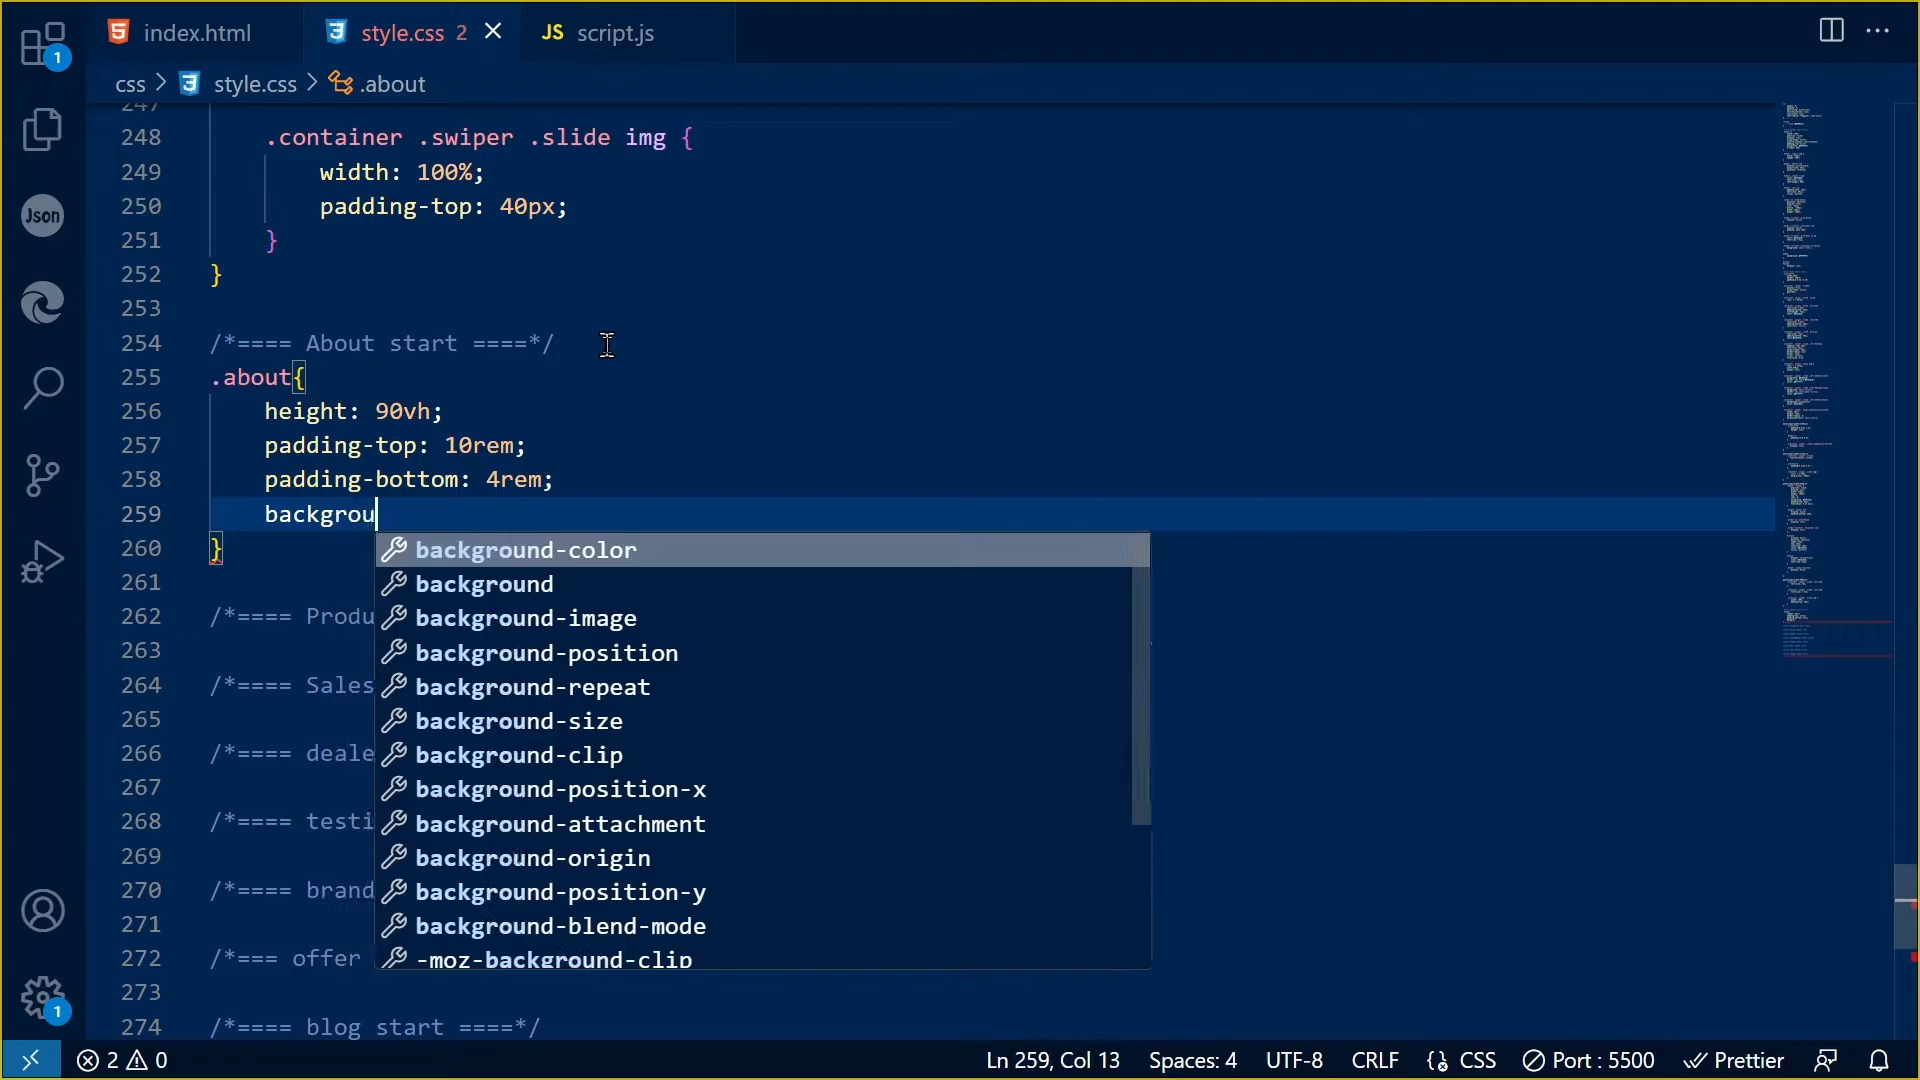 index.html
style.css 2
JS script.js
1
css > style.css > .about
247
248 .container .swiper .slide img {
249 width: 100%;
250 padding-top: 40px;
251 }
252 }
253
254 /*==== About start ====*/
255 .about{
256 height: 90vh;
257 padding-top: 10rem;
258 padding-bottom: 4rem;
259 backgrou
260 }
261
262 /*==== Produ
263
264 /*==== Sales
265
266 /*==== deale
267
268 /*==== testi
269
270 /*==== brand
271
272 /*=== offer
273
274 /*==== blog start ====*/
background-color
background
background-image
background-position
background-repeat
background-size
background-clip
background-position-x
background-attachment
background-origin
background-position-y
background-blend-mode
-moz-background-clip
Json
1
2 0
Ln 259, Col 13
Spaces: 4
UTF-8
CRLF
CSS
Port : 5500
Prettier